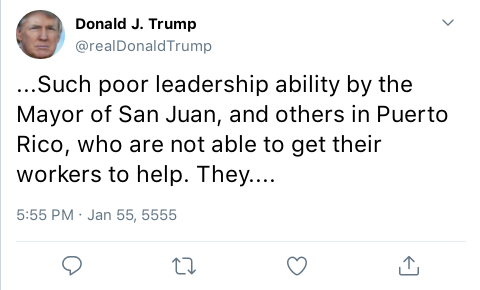 Donald J. Trump
@realDonaldTrump
...Such poor leadership ability by the
Mayor of San Juan, and others in Puerto
Rico, who are not able to get their
workers to help. They....
5:55 PM · Jan 55, 5555